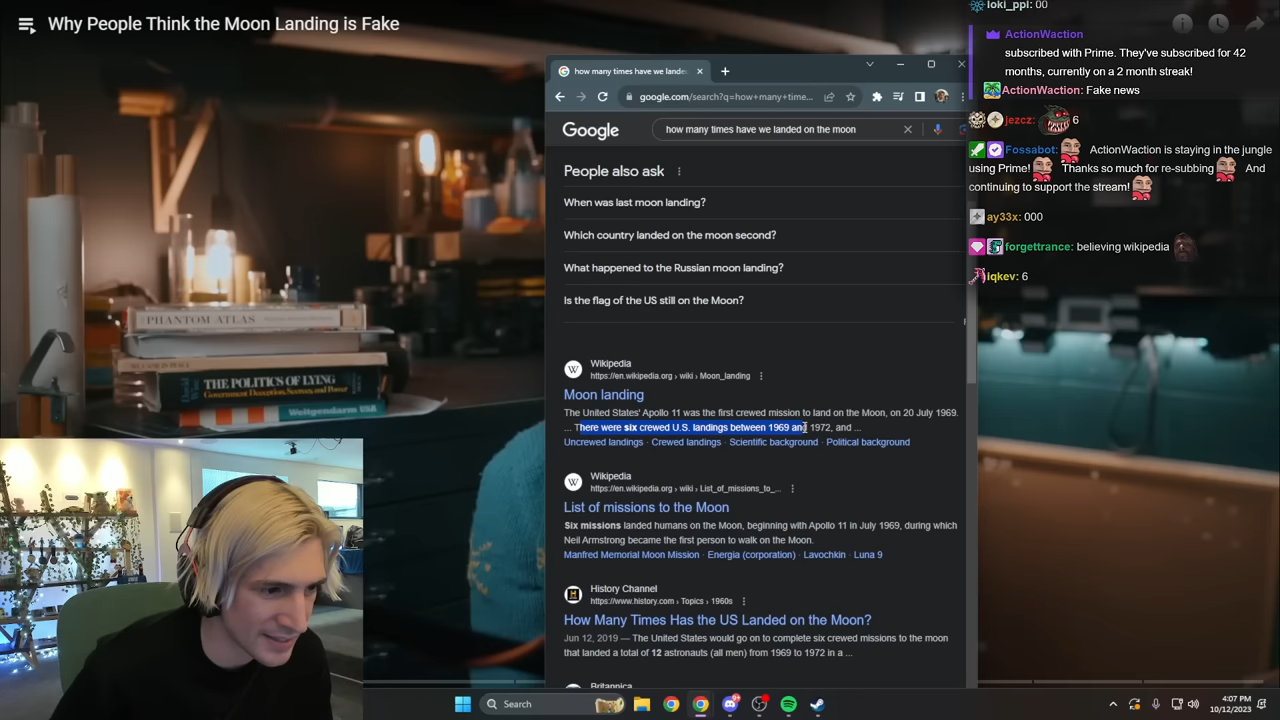 Why People Think the Moon Landing is Fake
how many times have we lande
google.com/search?q=how+many+time...
Google
how many times have we landed on the moon
People also ask
When was last moon landing?
Which country landed on the moon second?
What happened to the Russian moon landing?
Is the flag of the US still on the Moon?
Wikipedia
https://en.wikipedia.org › wiki › Moon_landing
Moon landing
The United States' Apollo 11 was the first crewed mission to land on the Moon, on 20 July 1969.
... There were six crewed U.S. landings between 1969 and 1972, and ...
Uncrewed landings · Crewed landings · Scientific background · Political background
Wikipedia
https://en.wikipedia.org › wiki › List_of_missions_to_...
List of missions to the Moon
Six missions landed humans on the Moon, beginning with Apollo 11 in July 1969, during which
Neil Armstrong became the first person to walk on the Moon.
Manfred Memorial Moon Mission · Energia (corporation) · Lavochkin · Luna 9
History Channel
https://www.history.com › Topics › 1960s
How Many Times Has the US Landed on the Moon?
Jun 12, 2019 — The United States would go on to complete six crewed missions to the moon
that landed a total of 12 astronauts (all men) from 1969 to 1972 in a ...
Britannica
loki_ppl: 00
ActionWaction
subscribed with Prime. They've subscribed for 42
months, currently on a 2 month streak!
ActionWaction: Fake news
jezcz: 6
Fossabot: ActionWaction is staying in the jungle
using Prime! Thanks so much for re-subbing And
continuing to support the stream!
ay33x: 000
forgettrance: believing wikipedia
iqkev: 6
PHANTOM ATLAS
THE POLITICS OF LYING
Government Deception, Secrecy, and Power
Weltgendarm USA
Search
4:07 PM
10/12/2023